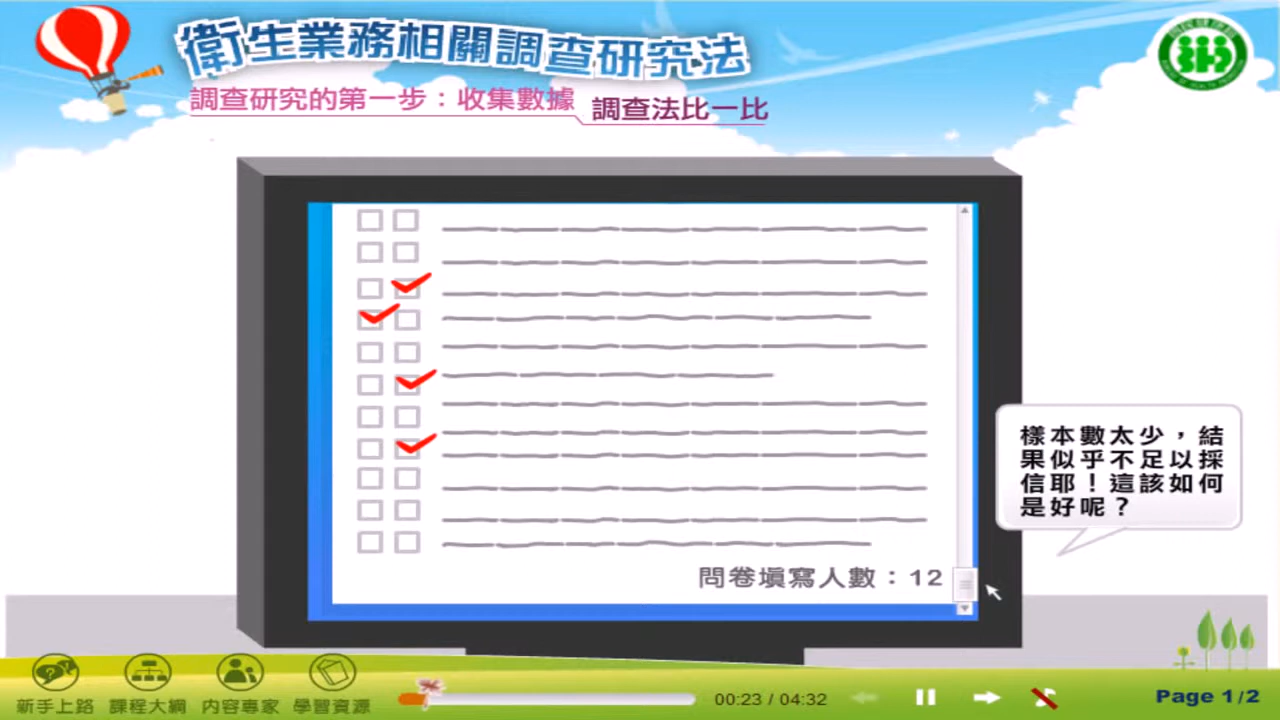 衛生業務相關調查研究法
調查研究的第一步：收集數據
調查法比一比
樣本數太少，結
果似乎不足以採
信耶！這該如何
是好呢？
問卷填寫人數：12
新手上路 課程大綱 內容專家 學習資源
00:23 / 04:32
Page 1/2